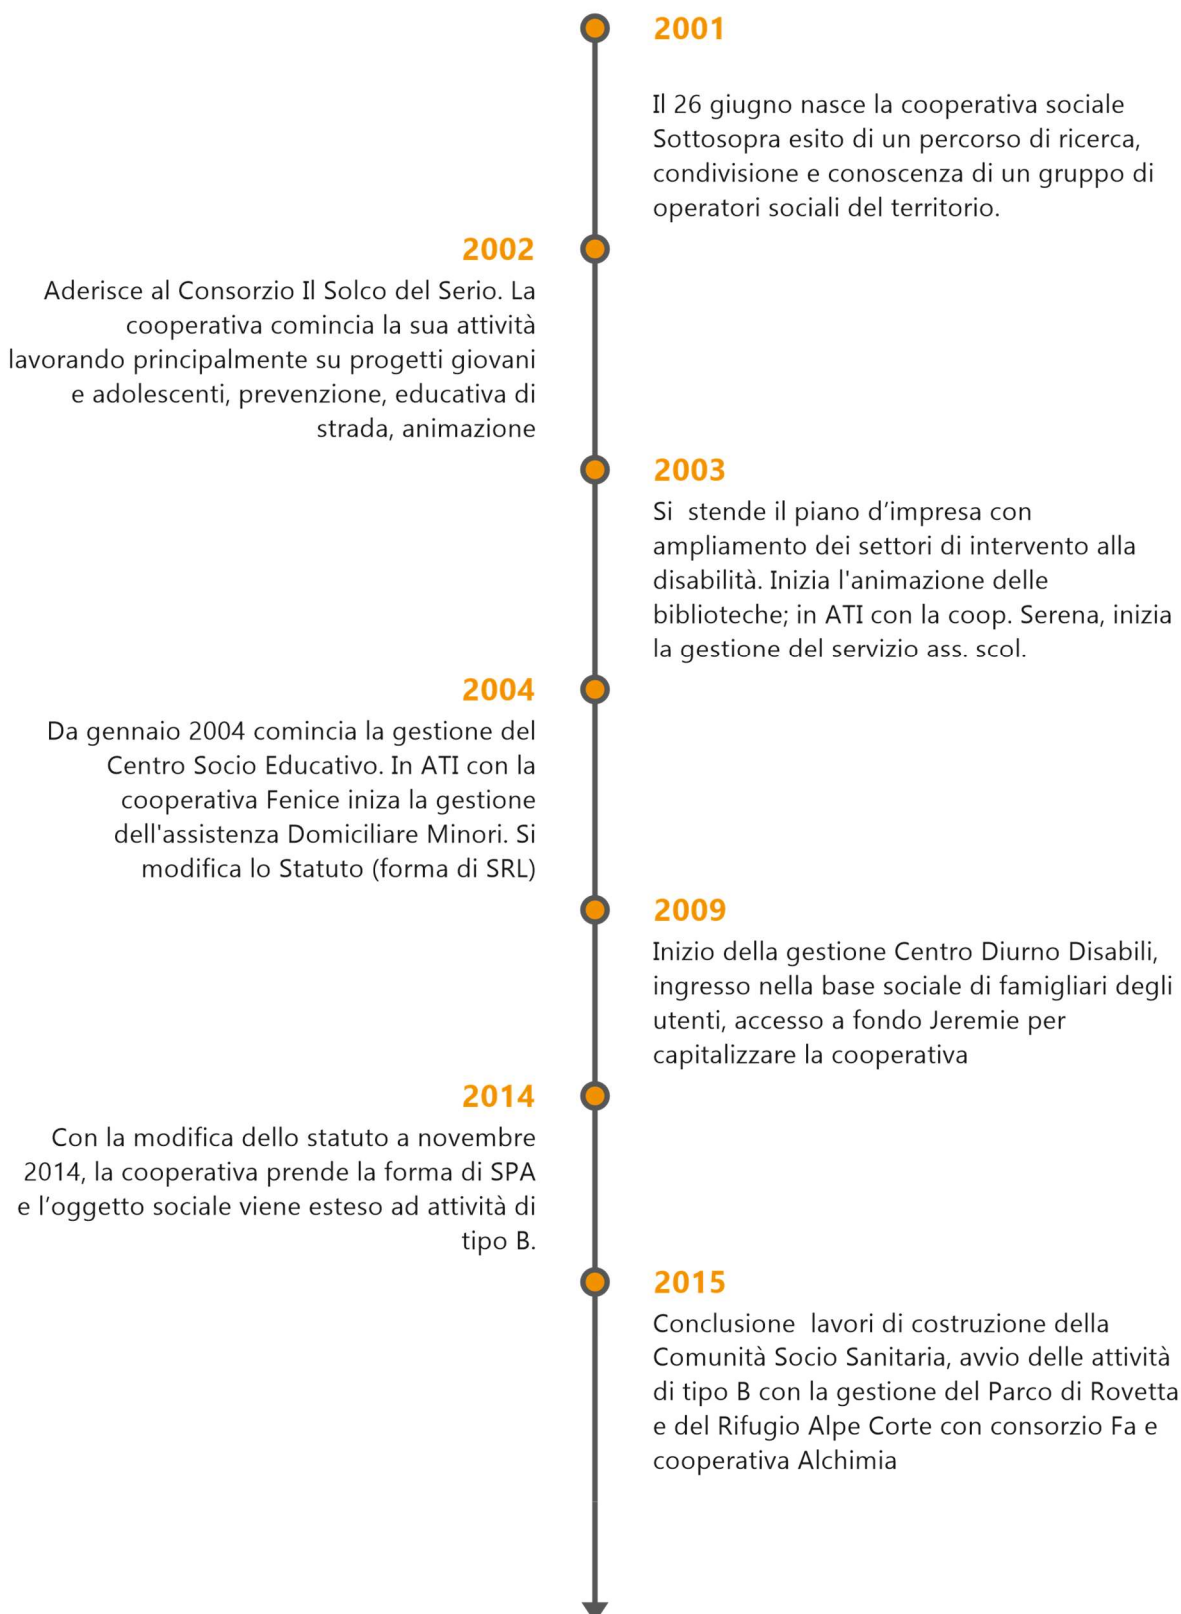 2001
Il 26 giugno nasce la cooperativa sociale
Sottosopra esito di un percorso di ricerca,
condivisione e conoscenza di un gruppo di
operatori sociali del territorio.
2002
Aderisce al Consorzio Il Solco del Serio. La
cooperativa comincia la sua attività
lavorando principalmente su progetti giovani
e adolescenti, prevenzione, educativa di
strada, animazione
2003
Si  stende il piano d’impresa con
ampliamento dei settori di intervento alla
disabilità. Inizia l'animazione delle
biblioteche; in ATI con la coop. Serena, inizia
la gestione del servizio ass. scol.
2004
Da gennaio 2004 comincia la gestione del
Centro Socio Educativo. In ATI con la
cooperativa Fenice iniza la gestione
dell'assistenza Domiciliare Minori. Si
modifica lo Statuto (forma di SRL)
2009
Inizio della gestione Centro Diurno Disabili,
ingresso nella base sociale di famigliari degli
utenti, accesso a fondo Jeremie per
capitalizzare la cooperativa
2014
Con la modifica dello statuto a novembre
2014, la cooperativa prende la forma di SPA
e l’oggetto sociale viene esteso ad attività di
tipo B.
2015
Conclusione  lavori di costruzione della
Comunità Socio Sanitaria, avvio delle attività
di tipo B con la gestione del Parco di Rovetta
e del Rifugio Alpe Corte con consorzio Fa e
cooperativa Alchimia